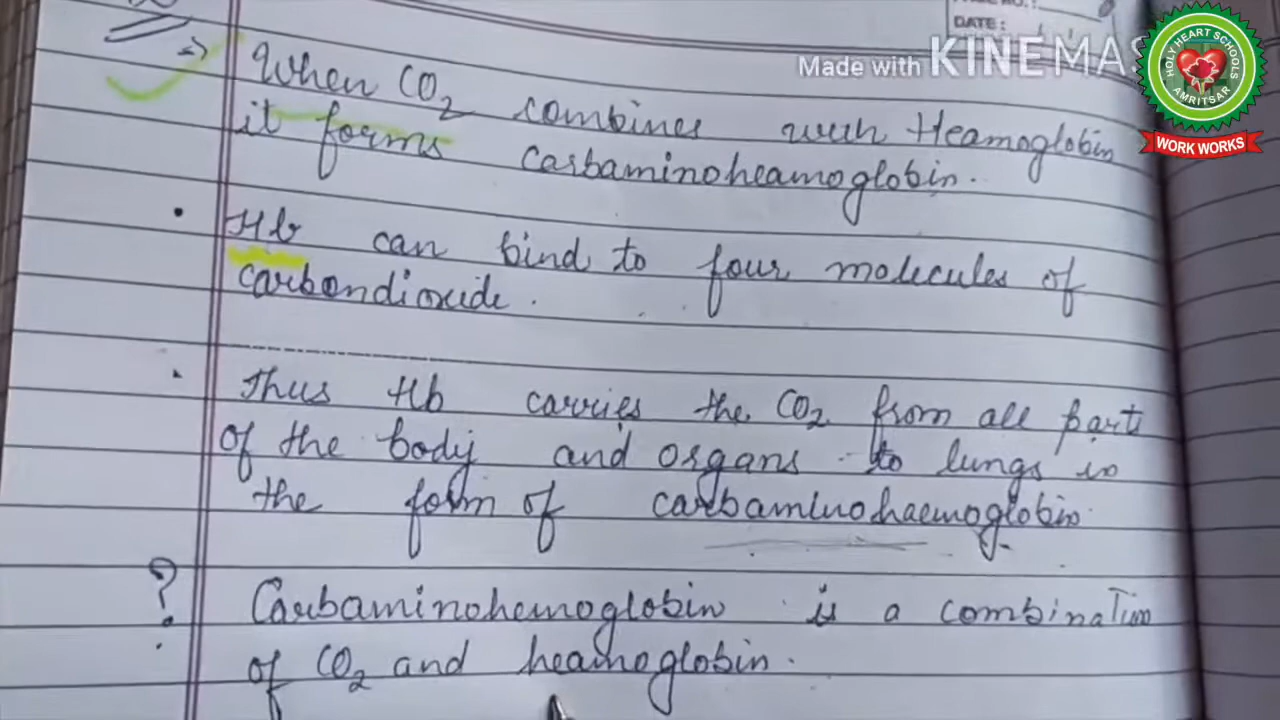 DATE:
Made with KINEMAS
HOLY HEART SCHOOLS
AMRITSAR
WORK WORKS
When CO2 combines with Heamoglobin
it forms carbaminoheamoglobin.
Hb can bind to four molecules of
carbondioxide.
Thus Hb carries the CO2 from all part
of the body and organs to lungs in
the form of carbaminohaemoglobin.
? Carbaminohemoglobin is a combination
of CO2 and heamoglobin.